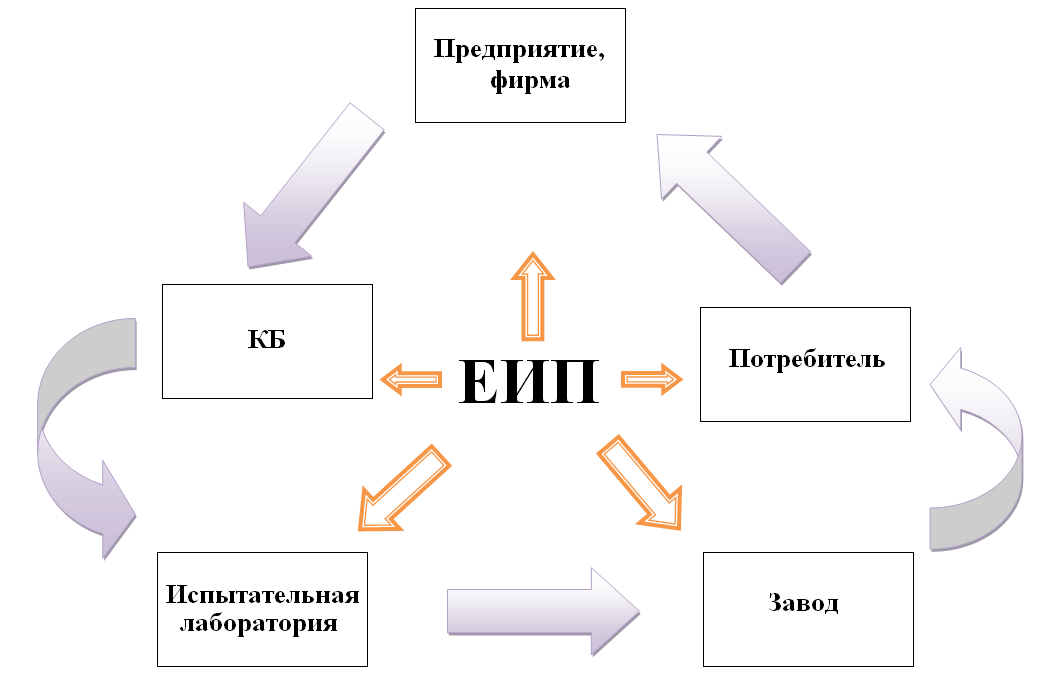 Предприятие,
фирма
КБ
ЕИП
Потребитель
Испытательная
лаборатория
Завод